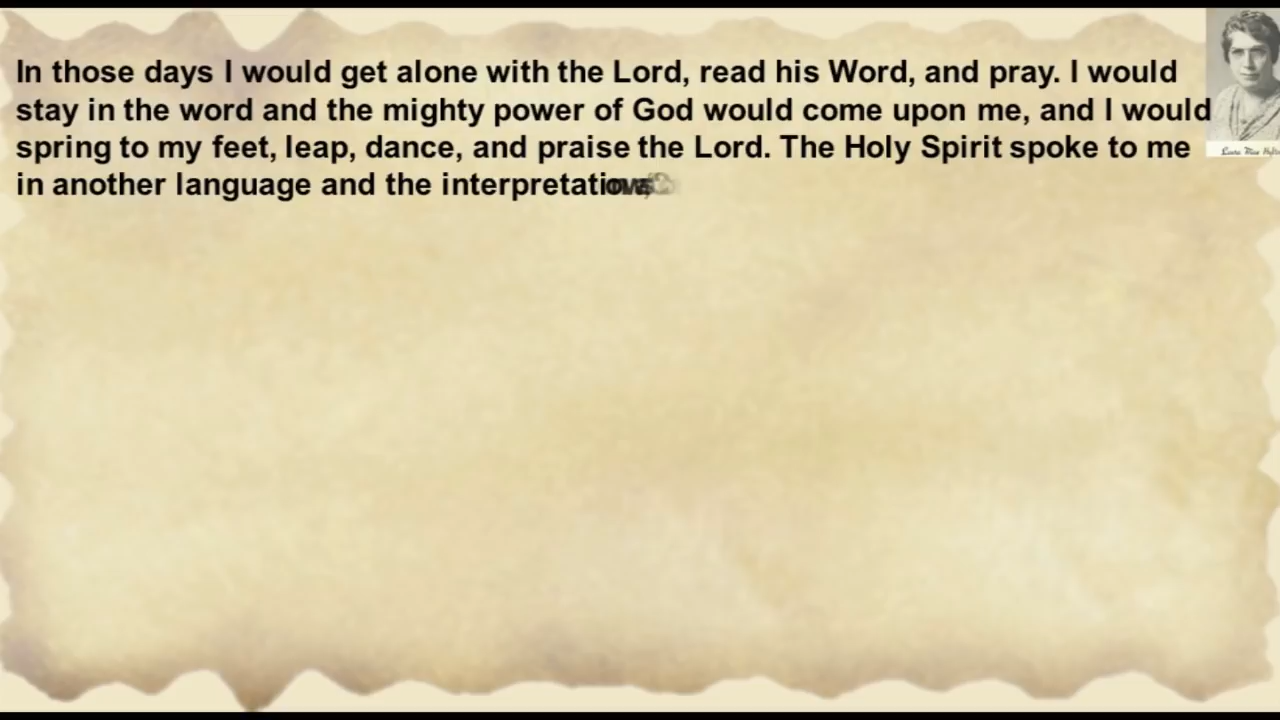 In those days I would get alone with the Lord, read his Word, and pray. I would
stay in the word and the mighty power of God would come upon me, and I would
spring to my feet, leap, dance, and praise the Lord. The Holy Spirit spoke to me
in another language and the